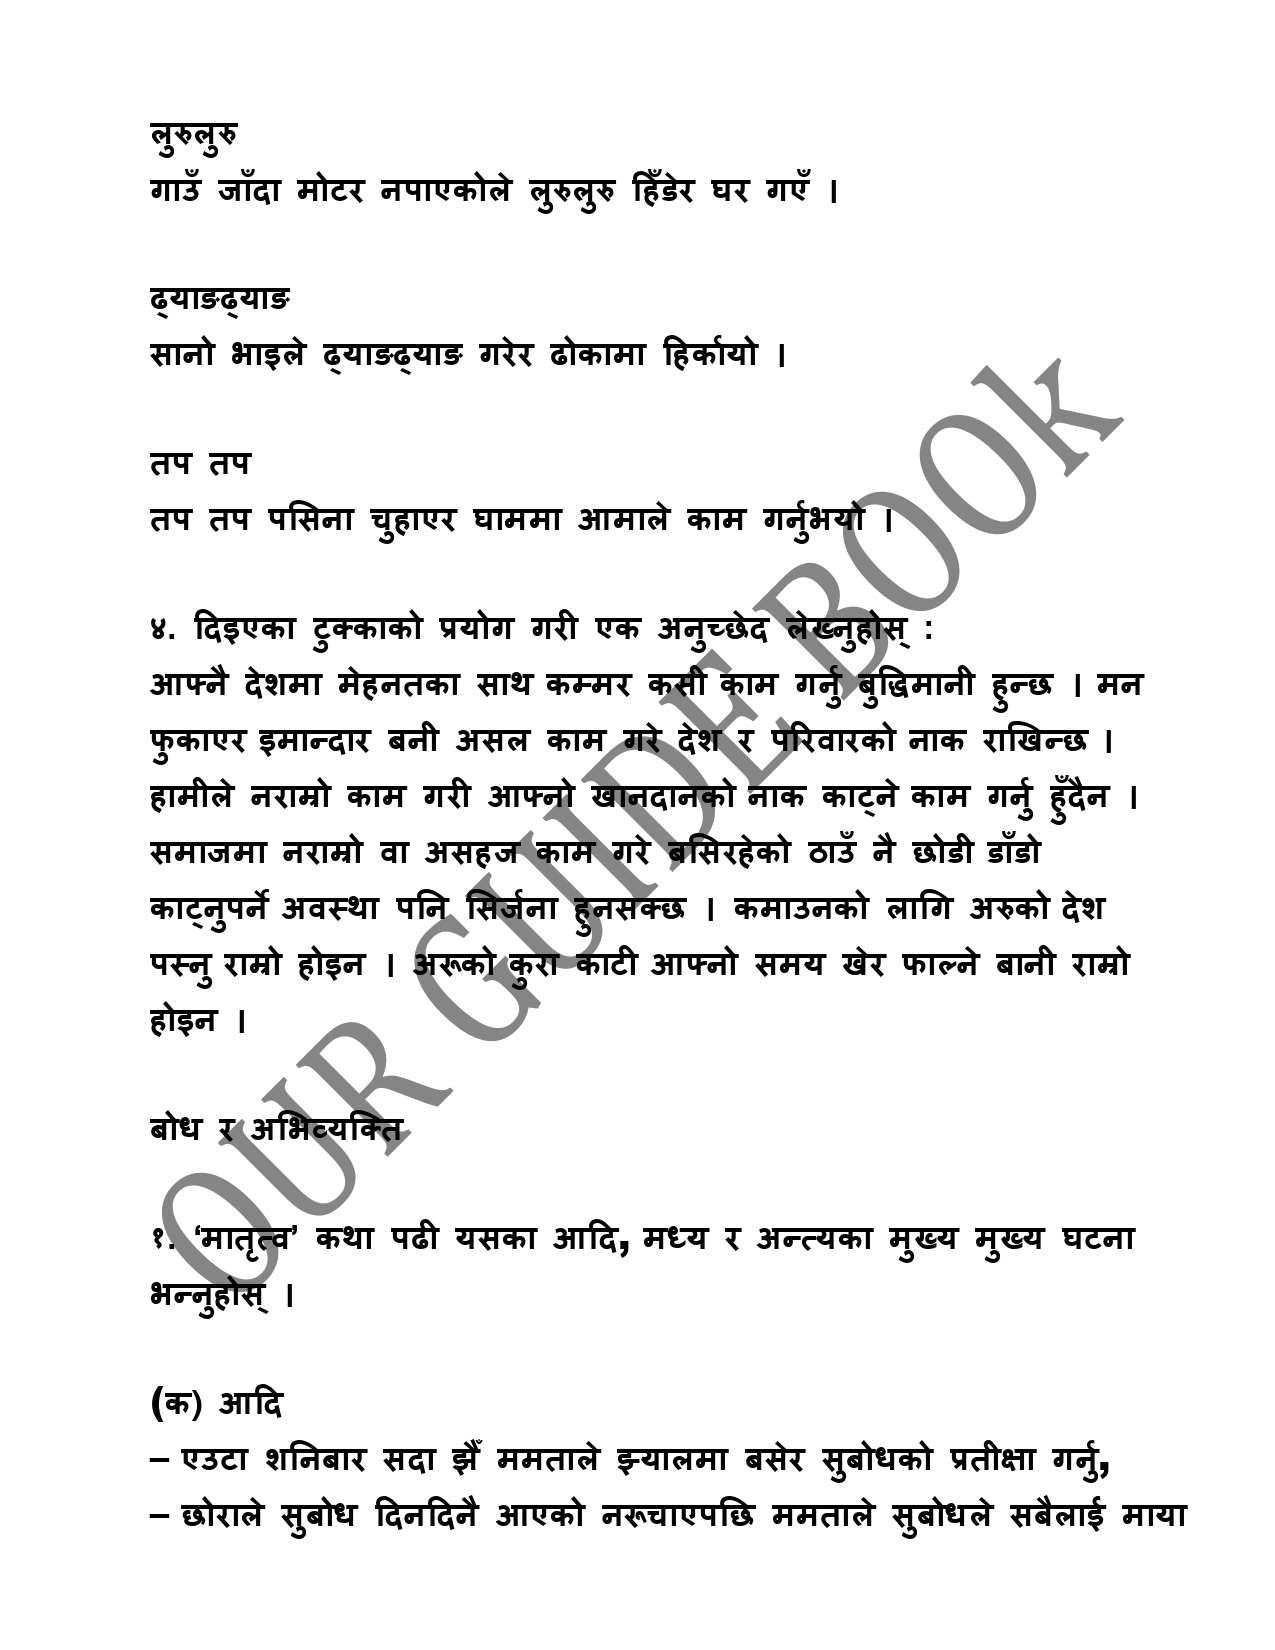 लुरुलुरु
गाउँ जाँदा मोटर नपाएकोले लुरुलुरु हिँडेर घर गएँ ।
ढ्याङढ्याङ
सानो भाइले ढ्याङढ्याङ गरेर ढोकामा हिर्कायो ।
तप तप
तप तप पसिना चुहाएर घाममा आमाले काम गर्नुभयो ।
४. दिइएका टुक्काको प्रयोग गरी एक अनुच्छेद लेख्नुहोस् :
आफ्नै देशमा मेहनतका साथ कम्मर कसी काम गर्नु बुद्धिमानी हुन्छ । मन
फुकाएर इमान्दार बनी असल काम गरे देश र परिवारको नाक राखिन्छ ।
हामीले नराम्रो काम गरी आफ्नो खानदानको नाक काट्ने काम गर्नु हुँदैन ।
समाजमा नराम्रो वा असहज काम गरे बसिरहेको ठाउँ नै छोडी डाँडो
काट्नुपर्ने अवस्था पनि सिर्जना हुनसक्छ । कमाउनको लागि अरुको देश
पस्नु राम्रो होइन । अरूको कुरा काटी आफ्नो समय खेर फाल्ने बानी राम्रो
होइन ।
बोध र अभिव्यक्ति
१. ‘मातृत्व’ कथा पढी यसका आदि, मध्य र अन्त्यका मुख्य मुख्य घटना
भन्नुहोस् ।
(क) आदि
– एउटा शनिबार सदा झैँ ममताले झ्यालमा बसेर सुबोधको प्रतीक्षा गर्नु,
– छोराले सुबोध दिनदिनै आएको नरूचाएपछि ममताले सुबोधले सबैलाई माया
OUR GUIDE BOOk